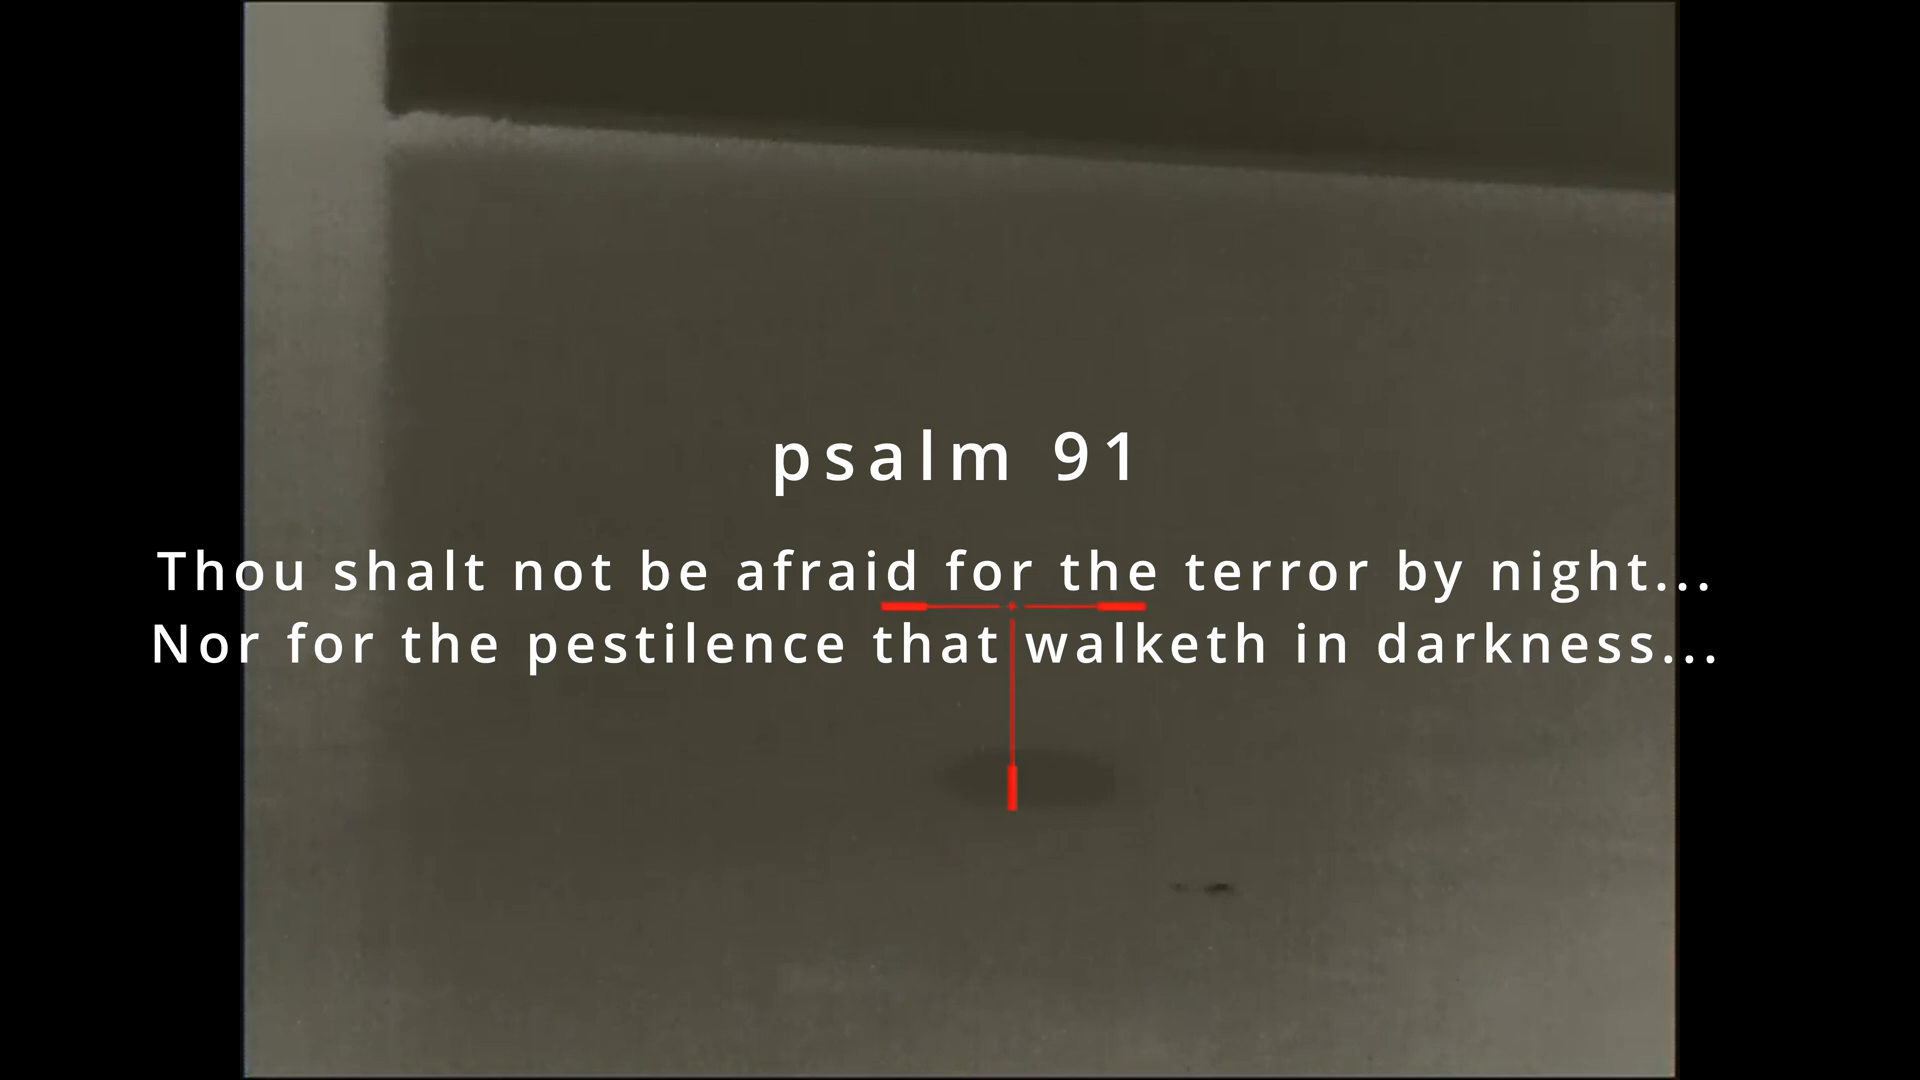 psalm 91
Thou shalt not be afraid for the terror by night...
Nor for the pestilence that walketh in darkness...